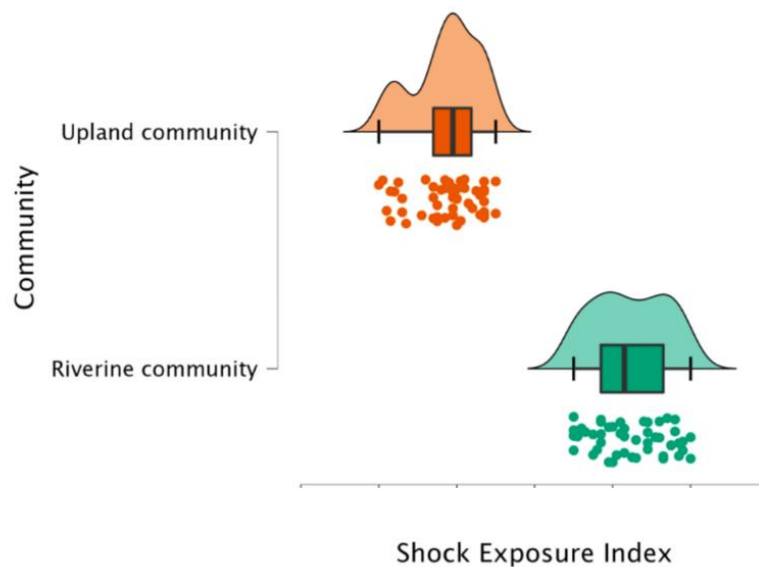 Upland community
Community
Riverine community
Shock Exposure Index